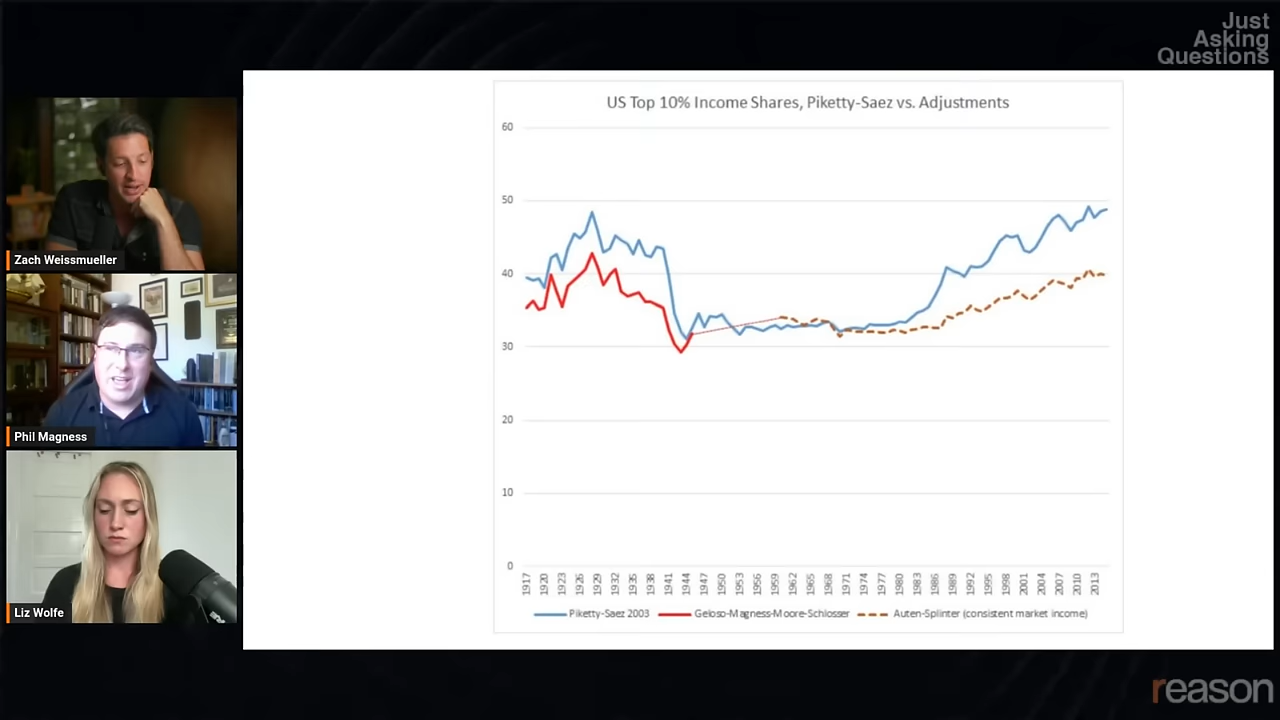 Just
Asking
Questions
Zach Weissmueller
Phil Magness
Liz Wolfe
US Top 10% Income Shares, Piketty-Saez vs. Adjustments
60
50
40
30
20
10
0
1917 1920 1923 1926 1929 1932 1935 1938 1941 1944 1947 1950 1953 1956 1959 1962 1965 1968 1971 1974 1977 1980 1983 1986 1989 1992 1995 1998 2001 2004 2007 2010 2013
Piketty-Saez 2003 Geloso-Magness-Moore-Schlosser Auten-Splinter (consistent market income)
reason